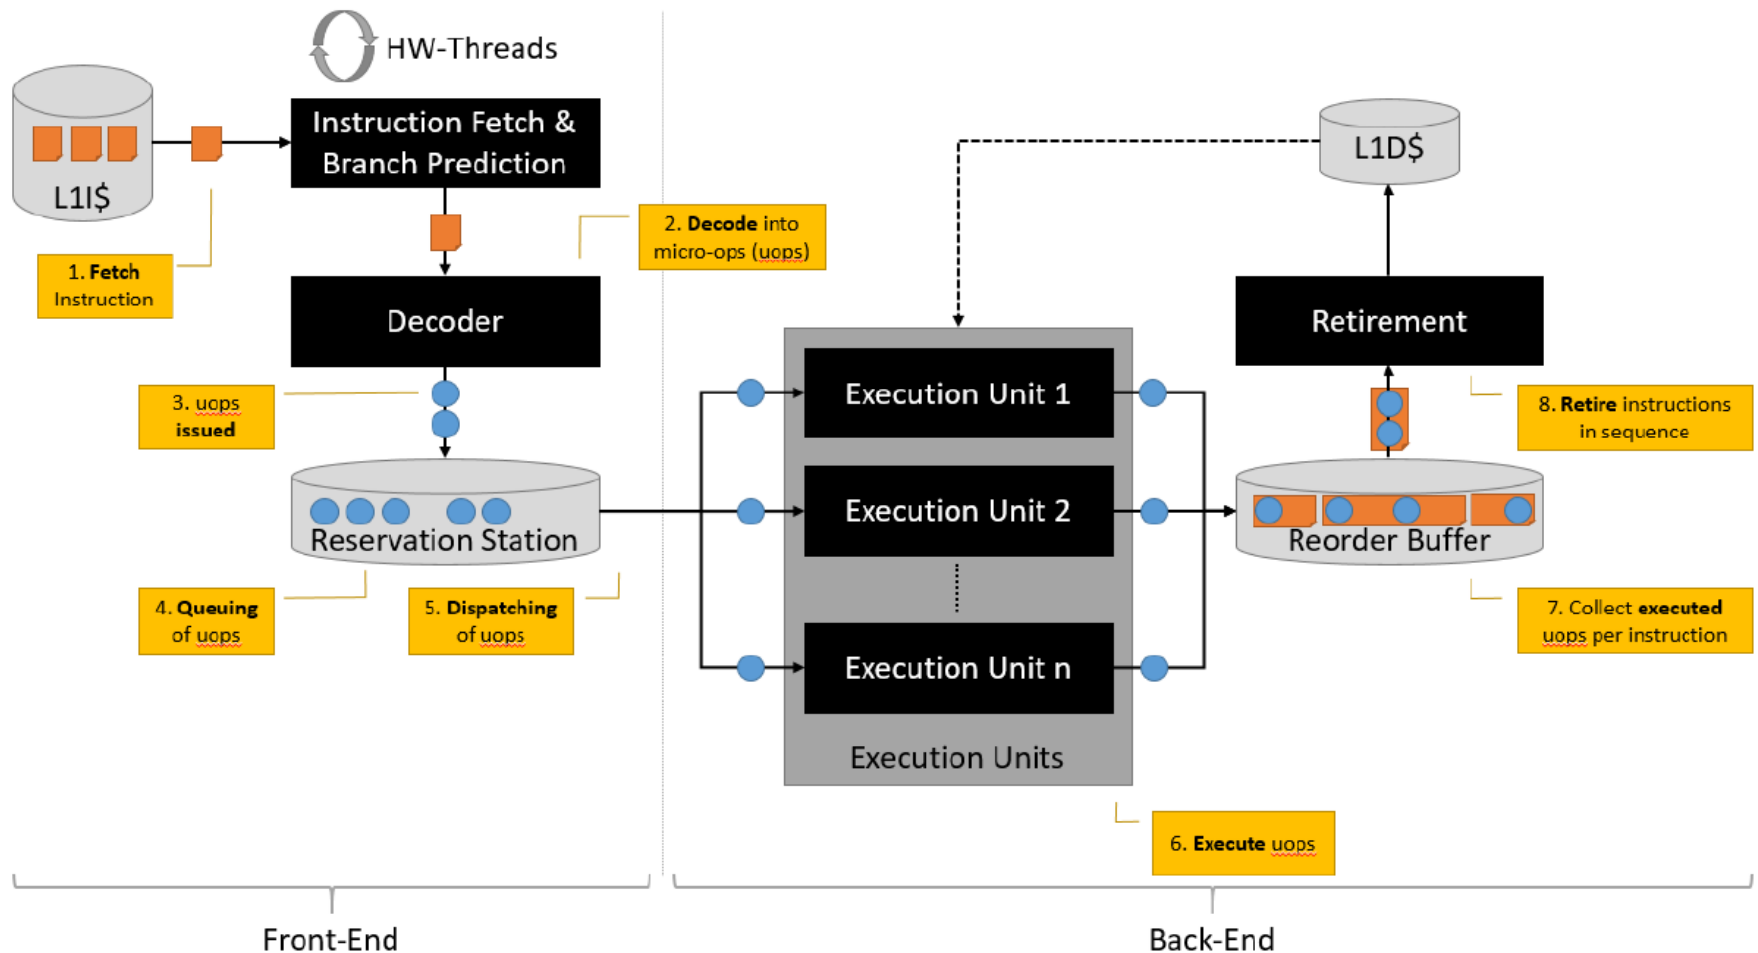 HW-Threads
Instruction Fetch &
Branch Prediction
L1I$
1. Fetch
Instruction
2. Decode into
micro-ops (uops)
Decoder
3. uops
issued
Reservation Station
4. Queuing
of uops
5. Dispatching
of uops
Execution Unit 1
Execution Unit 2
Execution Unit n
Execution Units
6. Execute uops
L1D$
Retirement
8. Retire instructions
in sequence
Reorder Buffer
7. Collect executed
uops per instruction
Front-End
Back-End